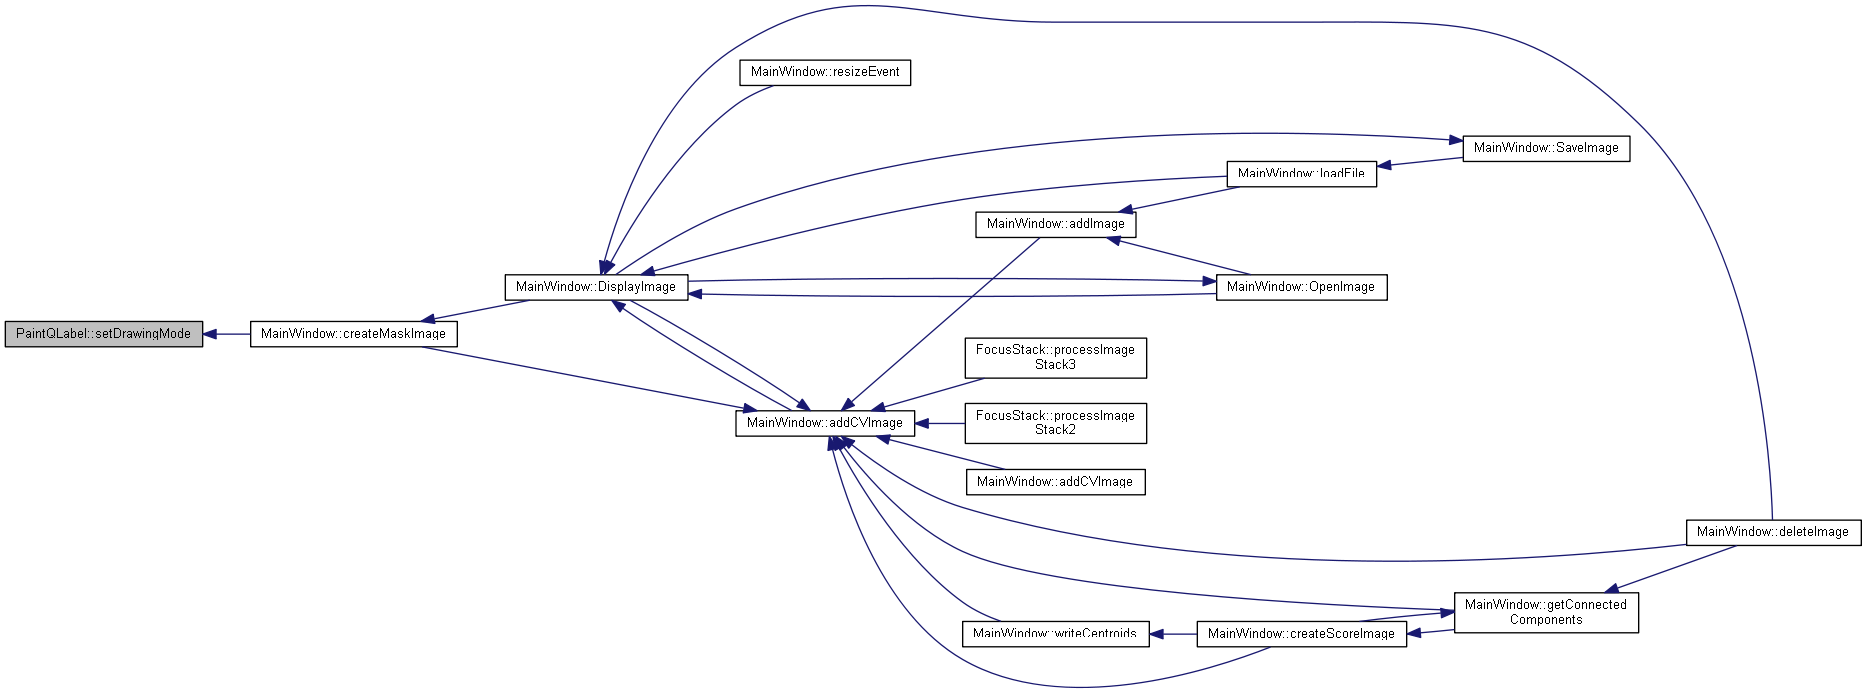 MainWindow::resizeEvent
MainWindow::SaveImage
MainWindow::loadFile
MainWindow::addImage
MainWindow::DisplayImage
MainWindow::OpenImage
PaintQLabel::setDrawingMode
MainWindow::createMaskImage
FocusStack::processImage
Stack3
FocusStack::processImage
Stack2
MainWindow::addCVImage
MainWindow::addCVImage
MainWindow::deleteImage
MainWindow::getConnected
Components
MainWindow::writeCentroids
MainWindow::createScoreImage